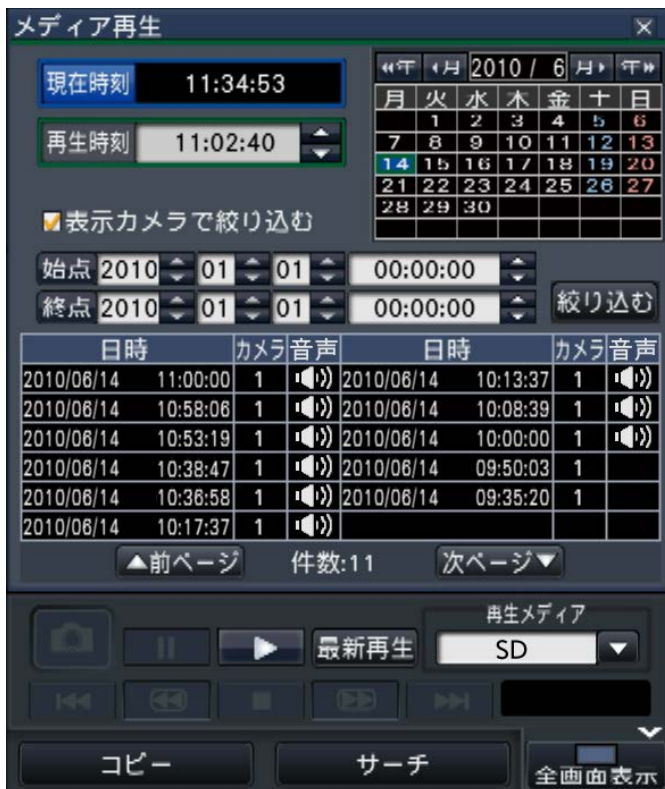 メディア再生
現在時刻 11:34:53
再生時刻 11:02:40
年 月 2010 / 6 月 年
月 火 水 木 金 土 日
1 2 3 4 5 6
7 8 9 10 11 12 13
14 15 16 17 18 19 20
21 22 23 24 25 26 27
28 29 30
表示カメラで絞り込む
始点 2010 01 01 00:00:00
終点 2010 01 01 00:00:00
絞り込む
日時 カメラ 音声 日時 カメラ 音声
2010/06/14 11:00:00 1 2010/06/14 10:13:37 1
2010/06/14 10:58:06 1 2010/06/14 10:08:39 1
2010/06/14 10:53:19 1 2010/06/14 10:00:00 1
2010/06/14 10:38:47 1 2010/06/14 09:50:03 1
2010/06/14 10:36:58 1 2010/06/14 09:35:20 1
2010/06/14 10:17:37 1
▲前ページ 件数:11 次ページ▼
再生メディア
最新再生 SD
コピー サーチ 全画面表示